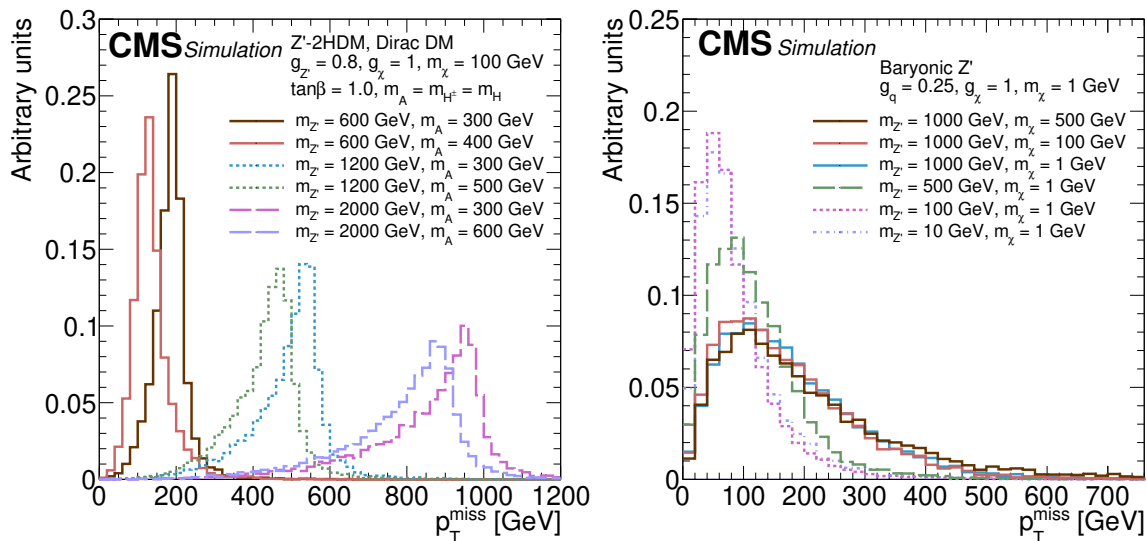 CMS Simulation
Z'-2HDM, Dirac DM
g_Z' = 0.8, g_χ = 1, m_χ = 100 GeV
tanβ = 1.0, m_A = m_H± = m_H
m_Z' = 600 GeV, m_A = 300 GeV
m_Z' = 600 GeV, m_A = 400 GeV
m_Z' = 1200 GeV, m_A = 300 GeV
m_Z' = 1200 GeV, m_A = 500 GeV
m_Z' = 2000 GeV, m_A = 300 GeV
m_Z' = 2000 GeV, m_A = 600 GeV
Arbitrary units
0.3
0.25
0.2
0.15
0.1
0.05
0
0 200 400 600 800 1000 1200
p_T^miss [GeV]
CMS Simulation
Baryonic Z'
g_q = 0.25, g_χ = 1, m_χ = 1 GeV
m_Z' = 1000 GeV, m_χ = 500 GeV
m_Z' = 1000 GeV, m_χ = 100 GeV
m_Z' = 1000 GeV, m_χ = 1 GeV
m_Z' = 500 GeV, m_χ = 1 GeV
m_Z' = 100 GeV, m_χ = 1 GeV
m_Z' = 10 GeV, m_χ = 1 GeV
Arbitrary units
0.25
0.2
0.15
0.1
0.05
0
0 100 200 300 400 500 600 700
p_T^miss [GeV]